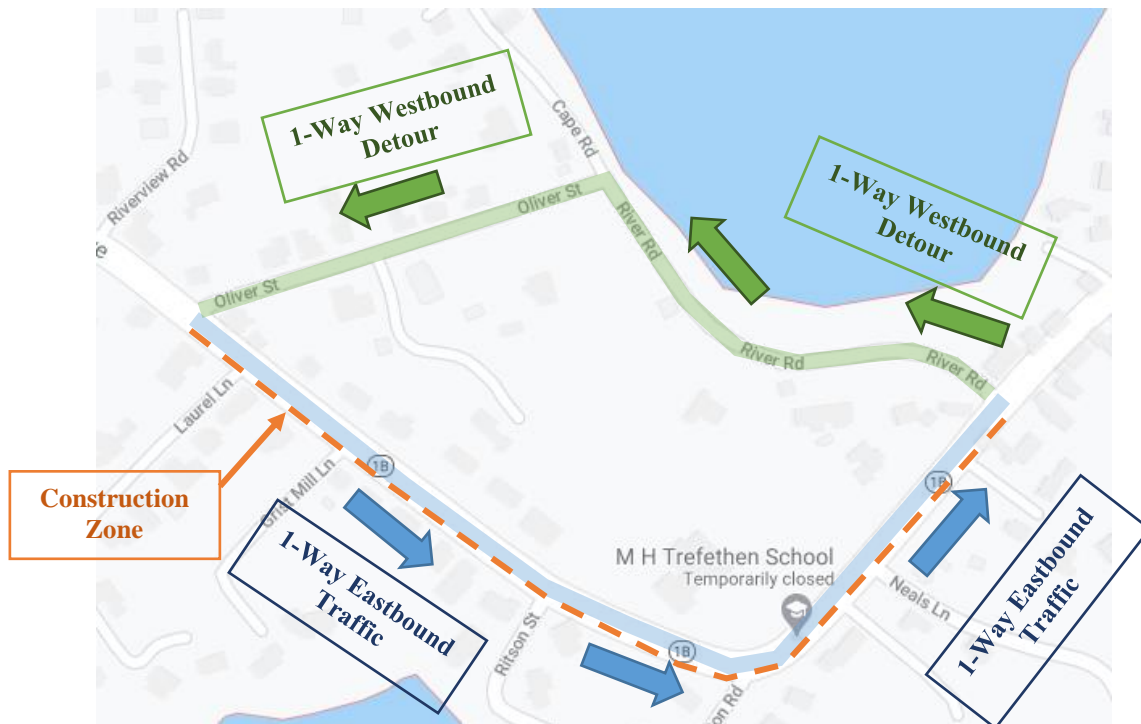 1-Way Westbound
Detour
Cape Rd
1-Way Westbound
Detour
Riverview Rd
Oliver St
River Rd
Oliver St
River Rd
River Rd
Laurel Ln
1B
1B
Construction
Zone
Grist Mill Ln
1-Way Eastbound
Traffic
M H Trefethen School
Temporarily closed
1-Way Eastbound
Traffic
Neals Ln
Ritson St
1B
Rd